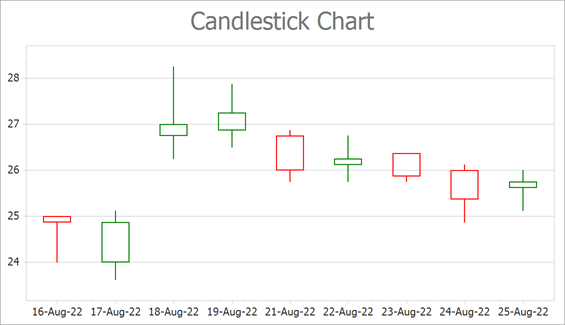 Candlestick Chart
28
27
26
25
24
16-Aug-22 17-Aug-22 18-Aug-22 19-Aug-22 21-Aug-22 22-Aug-22 23-Aug-22 24-Aug-22 25-Aug-22